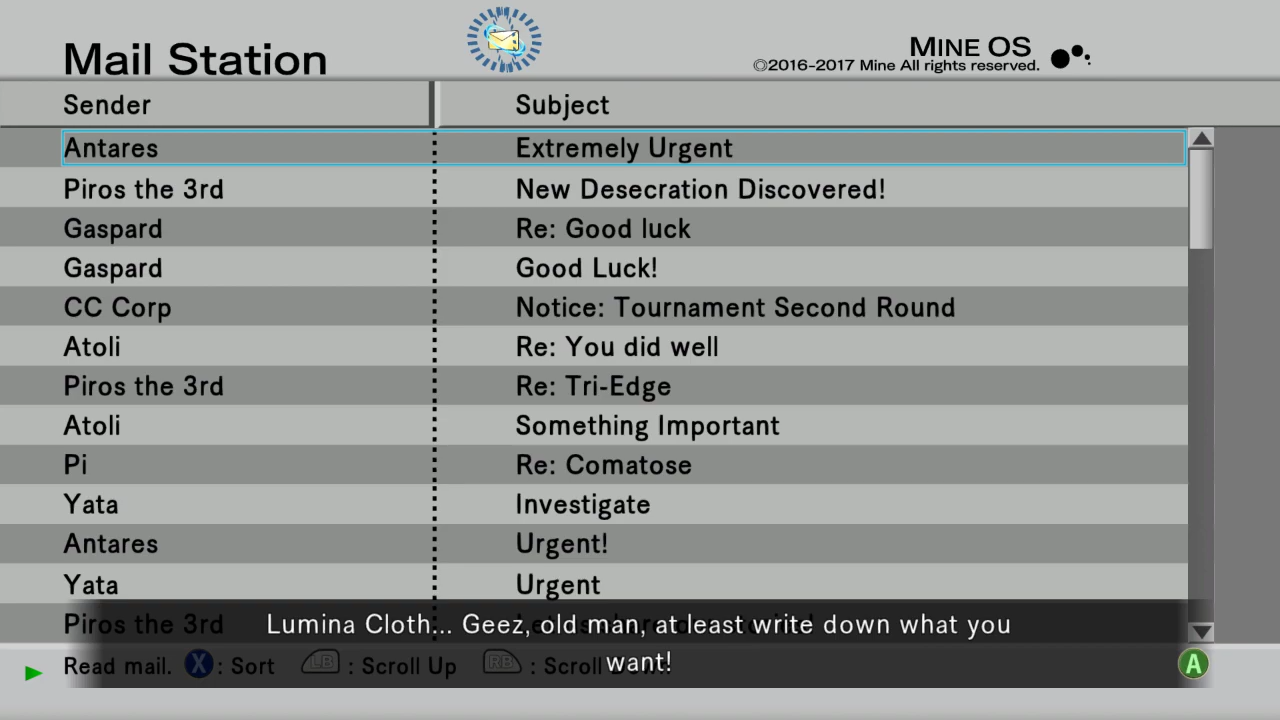 Mail Station
MINE OS
©2016-2017 Mine All rights reserved.
Sender Subject
Antares Extremely Urgent
Piros the 3rd New Desecration Discovered!
Gaspard Re: Good luck
Gaspard Good Luck!
CC Corp Notice: Tournament Second Round
Atoli Re: You did well
Piros the 3rd Re: Tri-Edge
Atoli Something Important
Pi Re: Comatose
Yata Investigate
Antares Urgent!
Yata Urgent
Piros the 3rd
Lumina Cloth... Geez, old man, at least write down what you
want!
Read mail. X : Sort LB : Scroll Up RB : Scroll Down
A